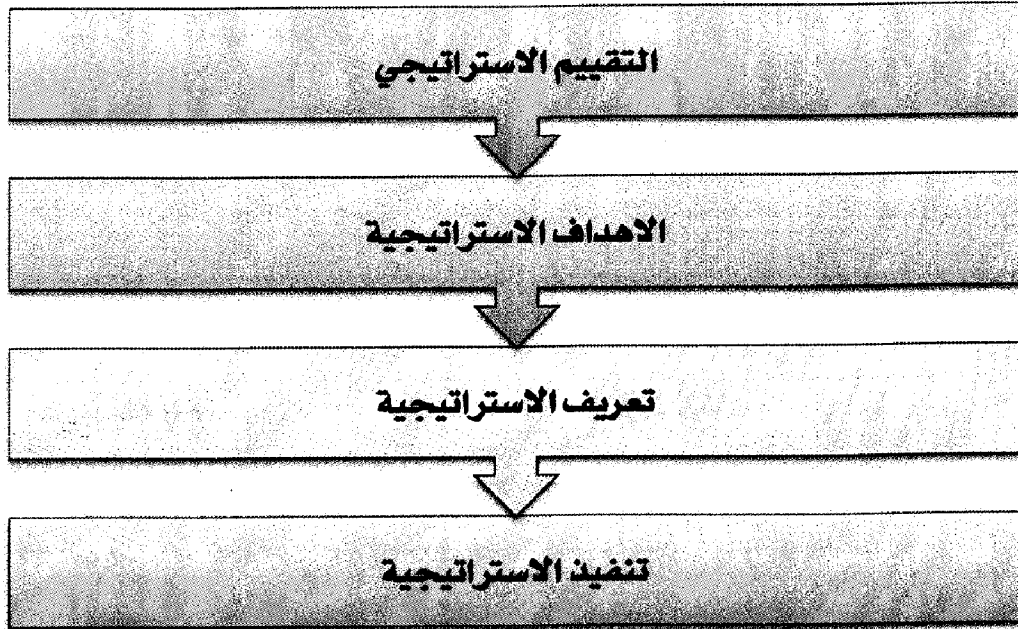 التقييم الاستراتيجي
الاهداف الاستراتيجية
تعريف الاستراتيجية
تنفيذ الاستراتيجية